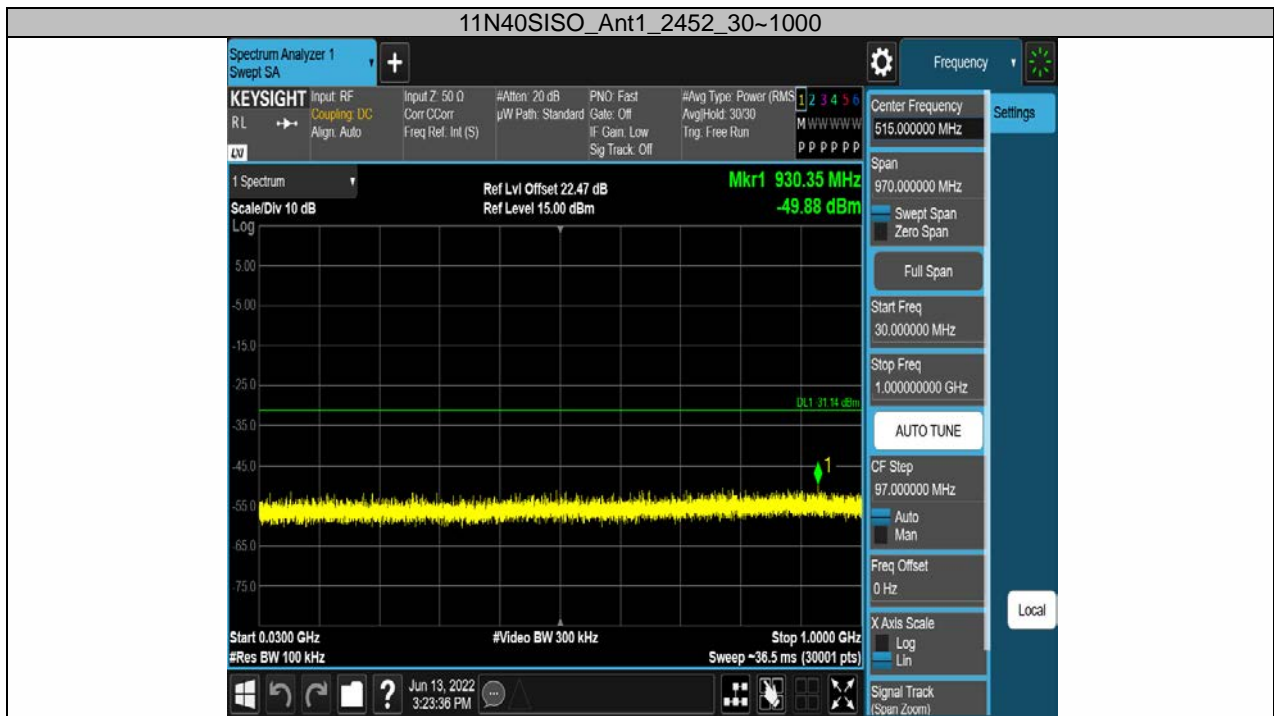 11N40SISO_Ant1_2452_30~1000
Spectrum Analyzer 1
Swept SA
+
Frequency
KEYSIGHT
RL
LXI
Input: RF
Coupling: DC
Align: Auto
Input Z: 50 Ω
Corr CCorr
Freq Ref: Int (S)
#Atten: 20 dB
µW Path: Standard
PNO: Fast
Gate: Off
IF Gain: Low
Sig Track: Off
#Avg Type: Power (RMS
Avg|Hold: 30/30
Trig: Free Run
1 2 3 4 5 6
M W W W W W
P P P P P P
Center Frequency
515.000000 MHz
Settings
1 Spectrum
Ref Lvl Offset 22.47 dB
Mkr1 930.35 MHz
Scale/Div 10 dB
Ref Level 15.00 dBm
-49.88 dBm
Log
5.00
-5.00
-15.0
-25.0
DL1 -31.14 dBm
-35.0
-45.0
1
-55.0
-65.0
-75.0
Start 0.0300 GHz
#Video BW 300 kHz
Stop 1.0000 GHz
#Res BW 100 kHz
Sweep ~36.5 ms (30001 pts)
Span
970.000000 MHz
Swept Span
Zero Span
Full Span
Start Freq
30.000000 MHz
Stop Freq
1.000000000 GHz
AUTO TUNE
CF Step
97.000000 MHz
Auto
Man
Freq Offset
0 Hz
X Axis Scale
Log
Lin
Local
Signal Track
(Span Zoom)
?
Jun 13, 2022
3:23:36 PM